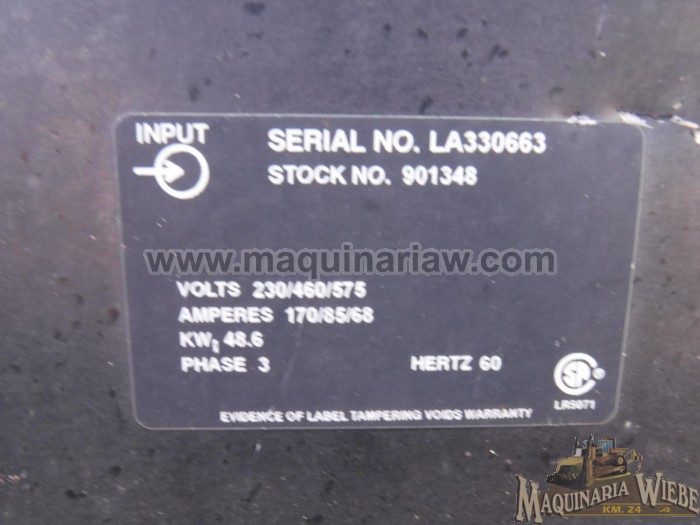 INPUT
SERIAL NO. LA330663
STOCK NO. 901348
www.maquinariaw.com
VOLTS 230/460/575
AMPERES 170/85/68
KW 48.6
PHASE 3 HERTZ 60
SA ®
LR5071
EVIDENCE OF LABEL TAMPERING VOIDS WARRANTY
MAQUINARIA WIEBE
KM. 24